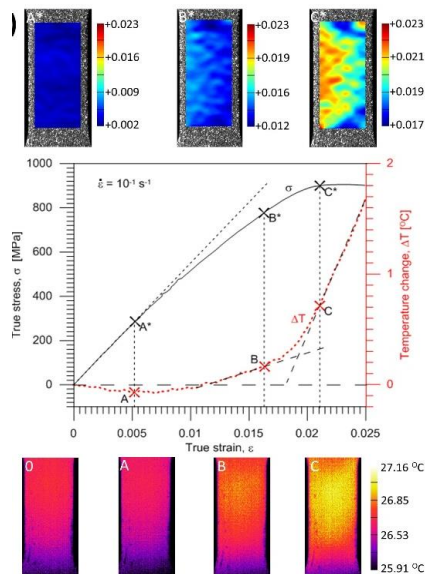 )
A*
+0.023
+0.016
+0.009
+0.002
B*
+0.023
+0.019
+0.016
+0.012
C*
+0.023
+0.021
+0.019
+0.017
1000
800
600
400
200
0
True stress, σ [MPa]
ε̇ = 10⁻¹ s⁻¹
σ
A*
B*
C*
A
B
C
ΔT
2
1
0
Temperature change, ΔT [⁰C]
0 0.005 0.01 0.015 0.02 0.025
True strain, ε
0
A
B
C
27.16 ⁰C
26.85
26.53
25.91 ⁰C